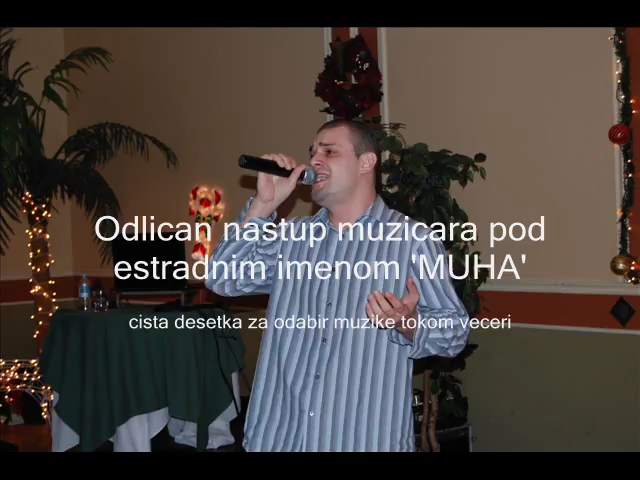 Odlican nastup muzicara pod
estradnim imenom 'MUHA'
cista desetka za odabir muzike tokom veceri